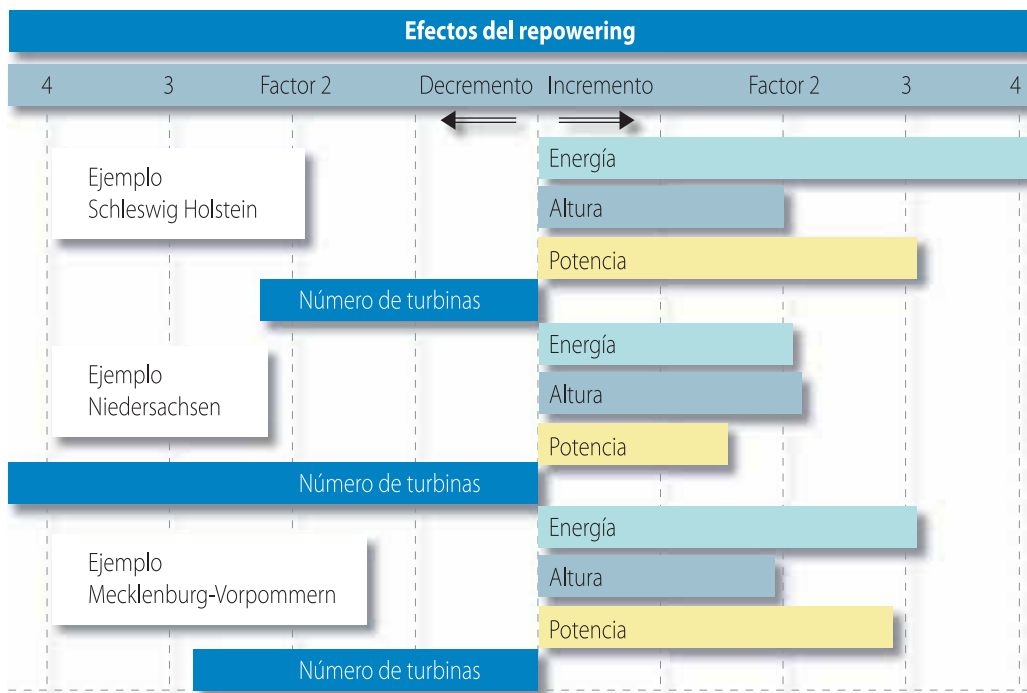 Efectos del repowering
4 3 Factor 2 Decremento Incremento Factor 2 3 4
Ejemplo
Schleswig Holstein
Energía
Altura
Potencia
Número de turbinas
Ejemplo
Niedersachsen
Energía
Altura
Potencia
Número de turbinas
Ejemplo
Mecklenburg-Vorpommern
Energía
Altura
Potencia
Número de turbinas